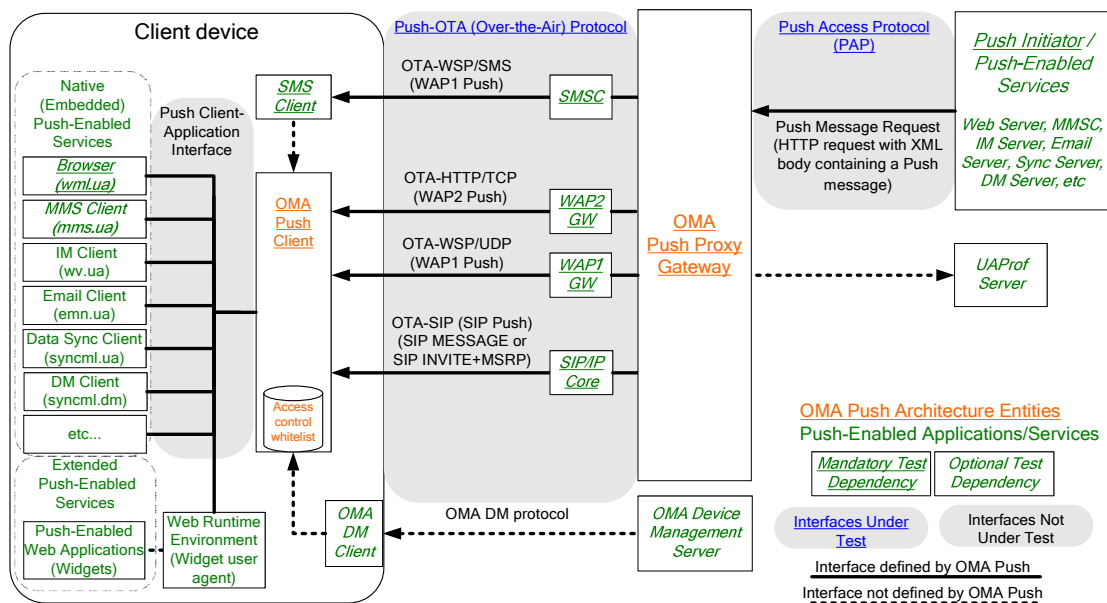 Client device
Native
(Embedded)
Push-Enabled
Services
Browser
(wml.ua)
MMS Client
(mms.ua)
IM Client
(wv.ua)
Email Client
(emn.ua)
Data Sync Client
(syncml.ua)
DM Client
(syncml.dm)
etc...
Extended
Push-Enabled
Services
Push-Enabled
Web Applications
(Widgets)
Push Client-
Application
Interface
Web Runtime
Environment
(Widget user
agent)
SMS
Client
OMA
Push
Client
Access
control
whitelist
OMA
DM
Client
Push-OTA (Over-the-Air) Protocol
OTA-WSP/SMS
(WAP1 Push)
SMSC
OTA-HTTP/TCP
(WAP2 Push)
WAP2
GW
OTA-WSP/UDP
(WAP1 Push)
WAP1
GW
OTA-SIP (SIP Push)
(SIP MESSAGE or
SIP INVITE+MSRP)
SIP/IP
Core
OMA DM protocol
OMA
Push Proxy
Gateway
OMA Device
Management
Server
Push Access Protocol
(PAP)
Push Message Request
(HTTP request with XML
body containing a Push
message)
Push Initiator /
Push-Enabled
Services
Web Server, MMSC,
IM Server, Email
Server, Sync Server,
DM Server, etc
UAProf
Server
OMA Push Architecture Entities
Push-Enabled Applications/Services
Mandatory Test
Dependency
Optional Test
Dependency
Interfaces Under
Test
Interfaces Not
Under Test
Interface defined by OMA Push
Interface not defined by OMA Push